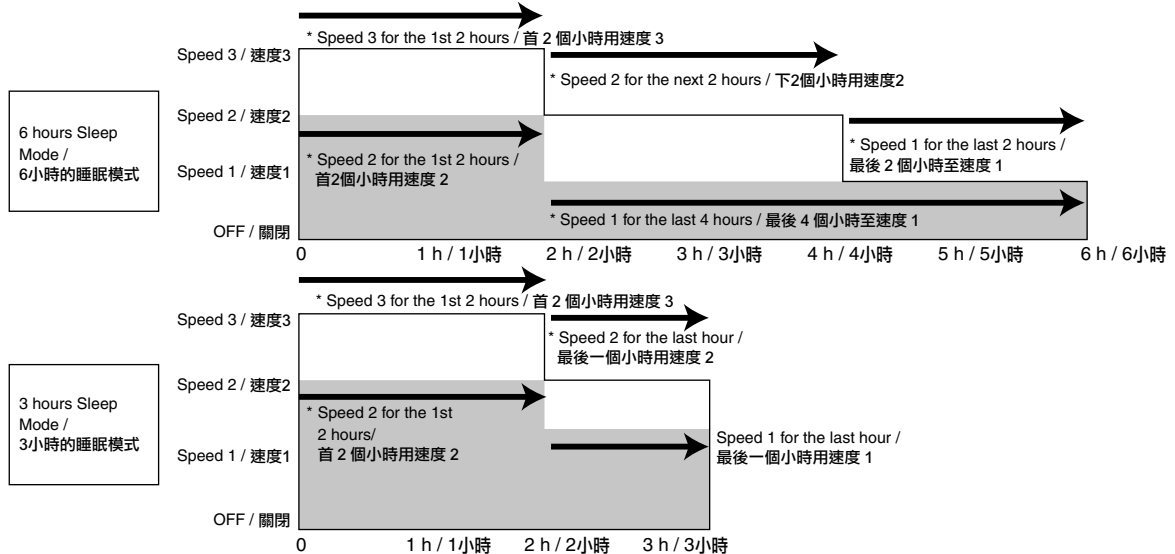 * Speed 3 for the 1st 2 hours / 首 2 個小時用速度 3
Speed 3 / 速度3
* Speed 2 for the next 2 hours / 下2個小時用速度2
6 hours Sleep
Mode /
6小時的睡眠模式
Speed 2 / 速度2
* Speed 1 for the last 2 hours /
最後 2 個小時至速度 1
* Speed 2 for the 1st 2 hours /
首2個小時用速度 2
Speed 1 / 速度1
* Speed 1 for the last 4 hours / 最後 4 個小時至速度 1
OFF / 關閉
0 1 h / 1小時 2 h / 2小時 3 h / 3小時 4 h / 4小時 5 h / 5小時 6 h / 6小時
* Speed 3 for the 1st 2 hours / 首 2 個小時用速度 3
Speed 3 / 速度3
* Speed 2 for the last hour /
最後一個小時用速度 2
3 hours Sleep
Mode /
3小時的睡眠模式
Speed 2 / 速度2
* Speed 2 for the 1st
2 hours/
首 2 個小時用速度 2
Speed 1 / 速度1
Speed 1 for the last hour /
最後一個小時用速度 1
OFF / 關閉
0 1 h / 1小時 2 h / 2小時 3 h / 3小時